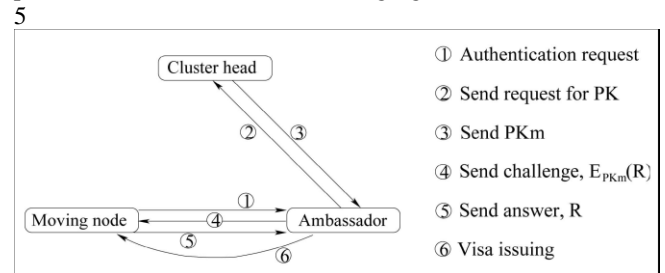 5
Cluster head
① Authentication request
② Send request for PK
②
③
③ Send PKm
④ Send challenge, E_PKm(R)
①
Moving node
④
Ambassador
⑤ Send answer, R
⑤
⑥
⑥ Visa issuing